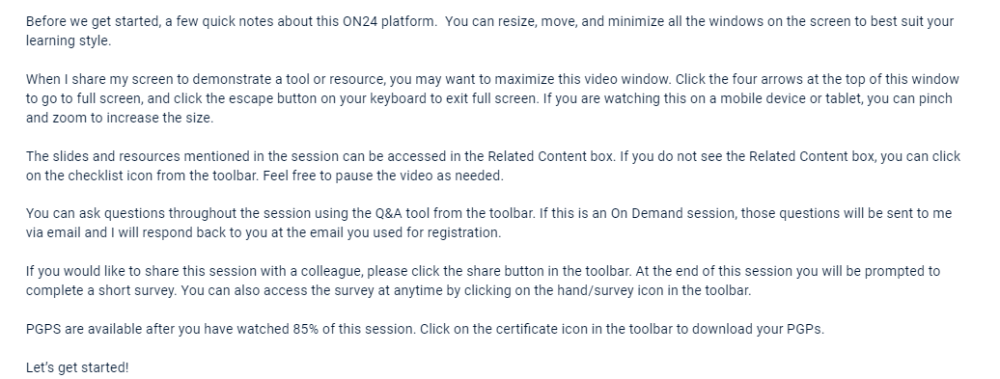 Before we get started, a few quick notes about this ON24 platform.  You can resize, move, and minimize all the windows on the screen to best suit your
learning style.
When I share my screen to demonstrate a tool or resource, you may want to maximize this video window. Click the four arrows at the top of this window
to go to full screen, and click the escape button on your keyboard to exit full screen. If you are watching this on a mobile device or tablet, you can pinch
and zoom to increase the size.
The slides and resources mentioned in the session can be accessed in the Related Content box. If you do not see the Related Content box, you can click
on the checklist icon from the toolbar. Feel free to pause the video as needed.
You can ask questions throughout the session using the Q&A tool from the toolbar. If this is an On Demand session, those questions will be sent to me
via email and I will respond back to you at the email you used for registration.
If you would like to share this session with a colleague, please click the share button in the toolbar. At the end of this session you will be prompted to
complete a short survey. You can also access the survey at anytime by clicking on the hand/survey icon in the toolbar.
PGPS are available after you have watched 85% of this session. Click on the certificate icon in the toolbar to download your PGPs.
Let's get started!